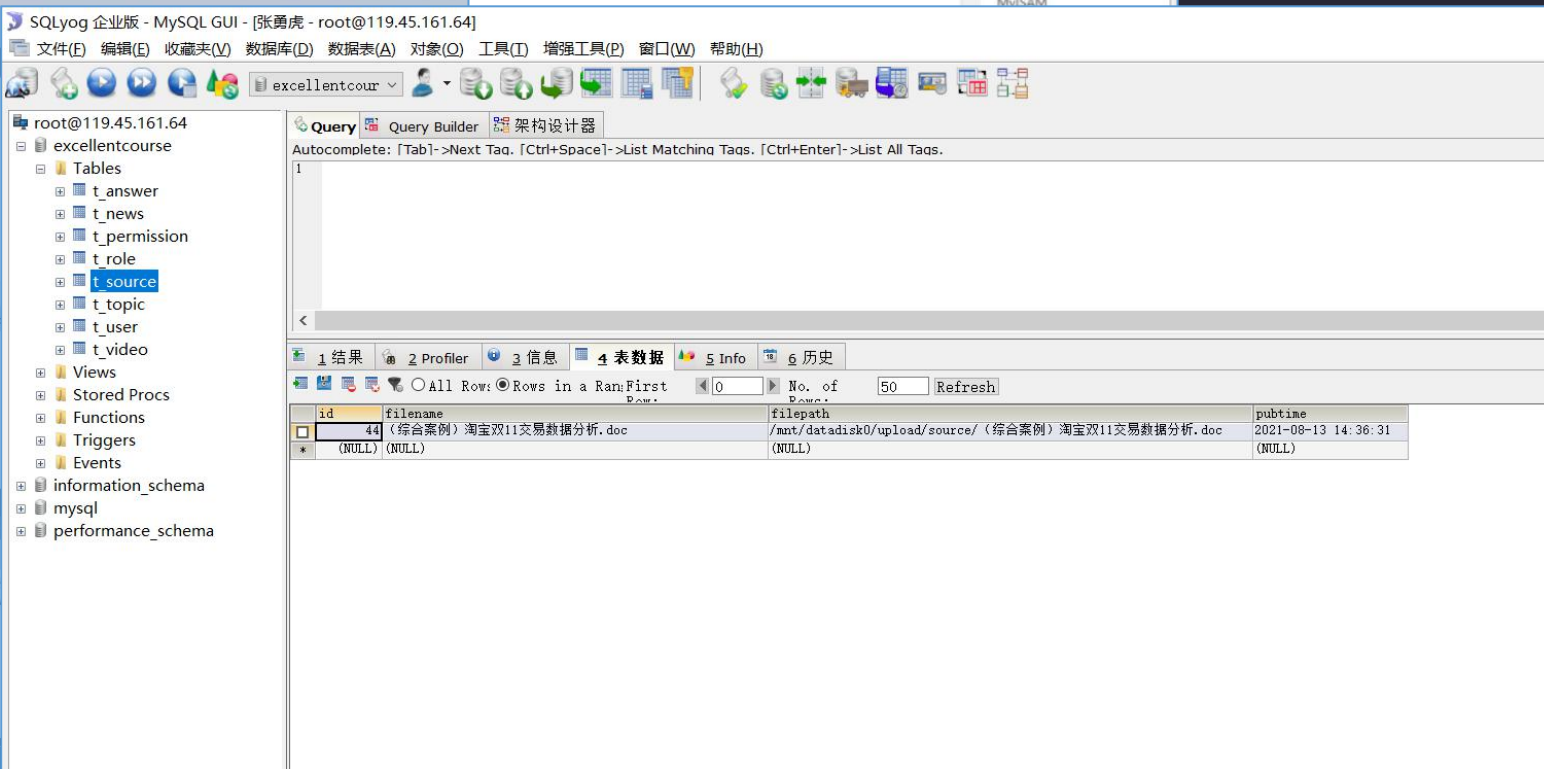 MyISAM
SQLyog 企业版 - MySQL GUI - [张勇虎 - root@119.45.161.64]
文件(F) 编辑(E) 收藏夹(V) 数据库(D) 数据表(A) 对象(O) 工具(T) 增强工具(P) 窗口(W) 帮助(H)
excellentcour
root@119.45.161.64
excellentcourse
Tables
t_answer
t_news
t_permission
t_role
t_source
t_topic
t_user
t_video
Views
Stored Procs
Functions
Triggers
Events
information_schema
mysql
performance_schema
Query Query Builder 架构设计器
Autocomplete: [Tab]->Next Tag. [Ctrl+Space]->List Matching Tags. [Ctrl+Enter]->List All Tags.
1
1 结果 2 Profiler 3 信息 4 表数据 5 Info 6 历史
All Rows Rows in a Ran First Row: 0 No. of Rows: 50 Refresh
id filename filepath pubtime
44 （综合案例）淘宝双11交易数据分析.doc /mnt/datadisk0/upload/source/（综合案例）淘宝双11交易数据分析.doc 2021-08-13 14:36:31
* (NULL) (NULL) (NULL) (NULL)